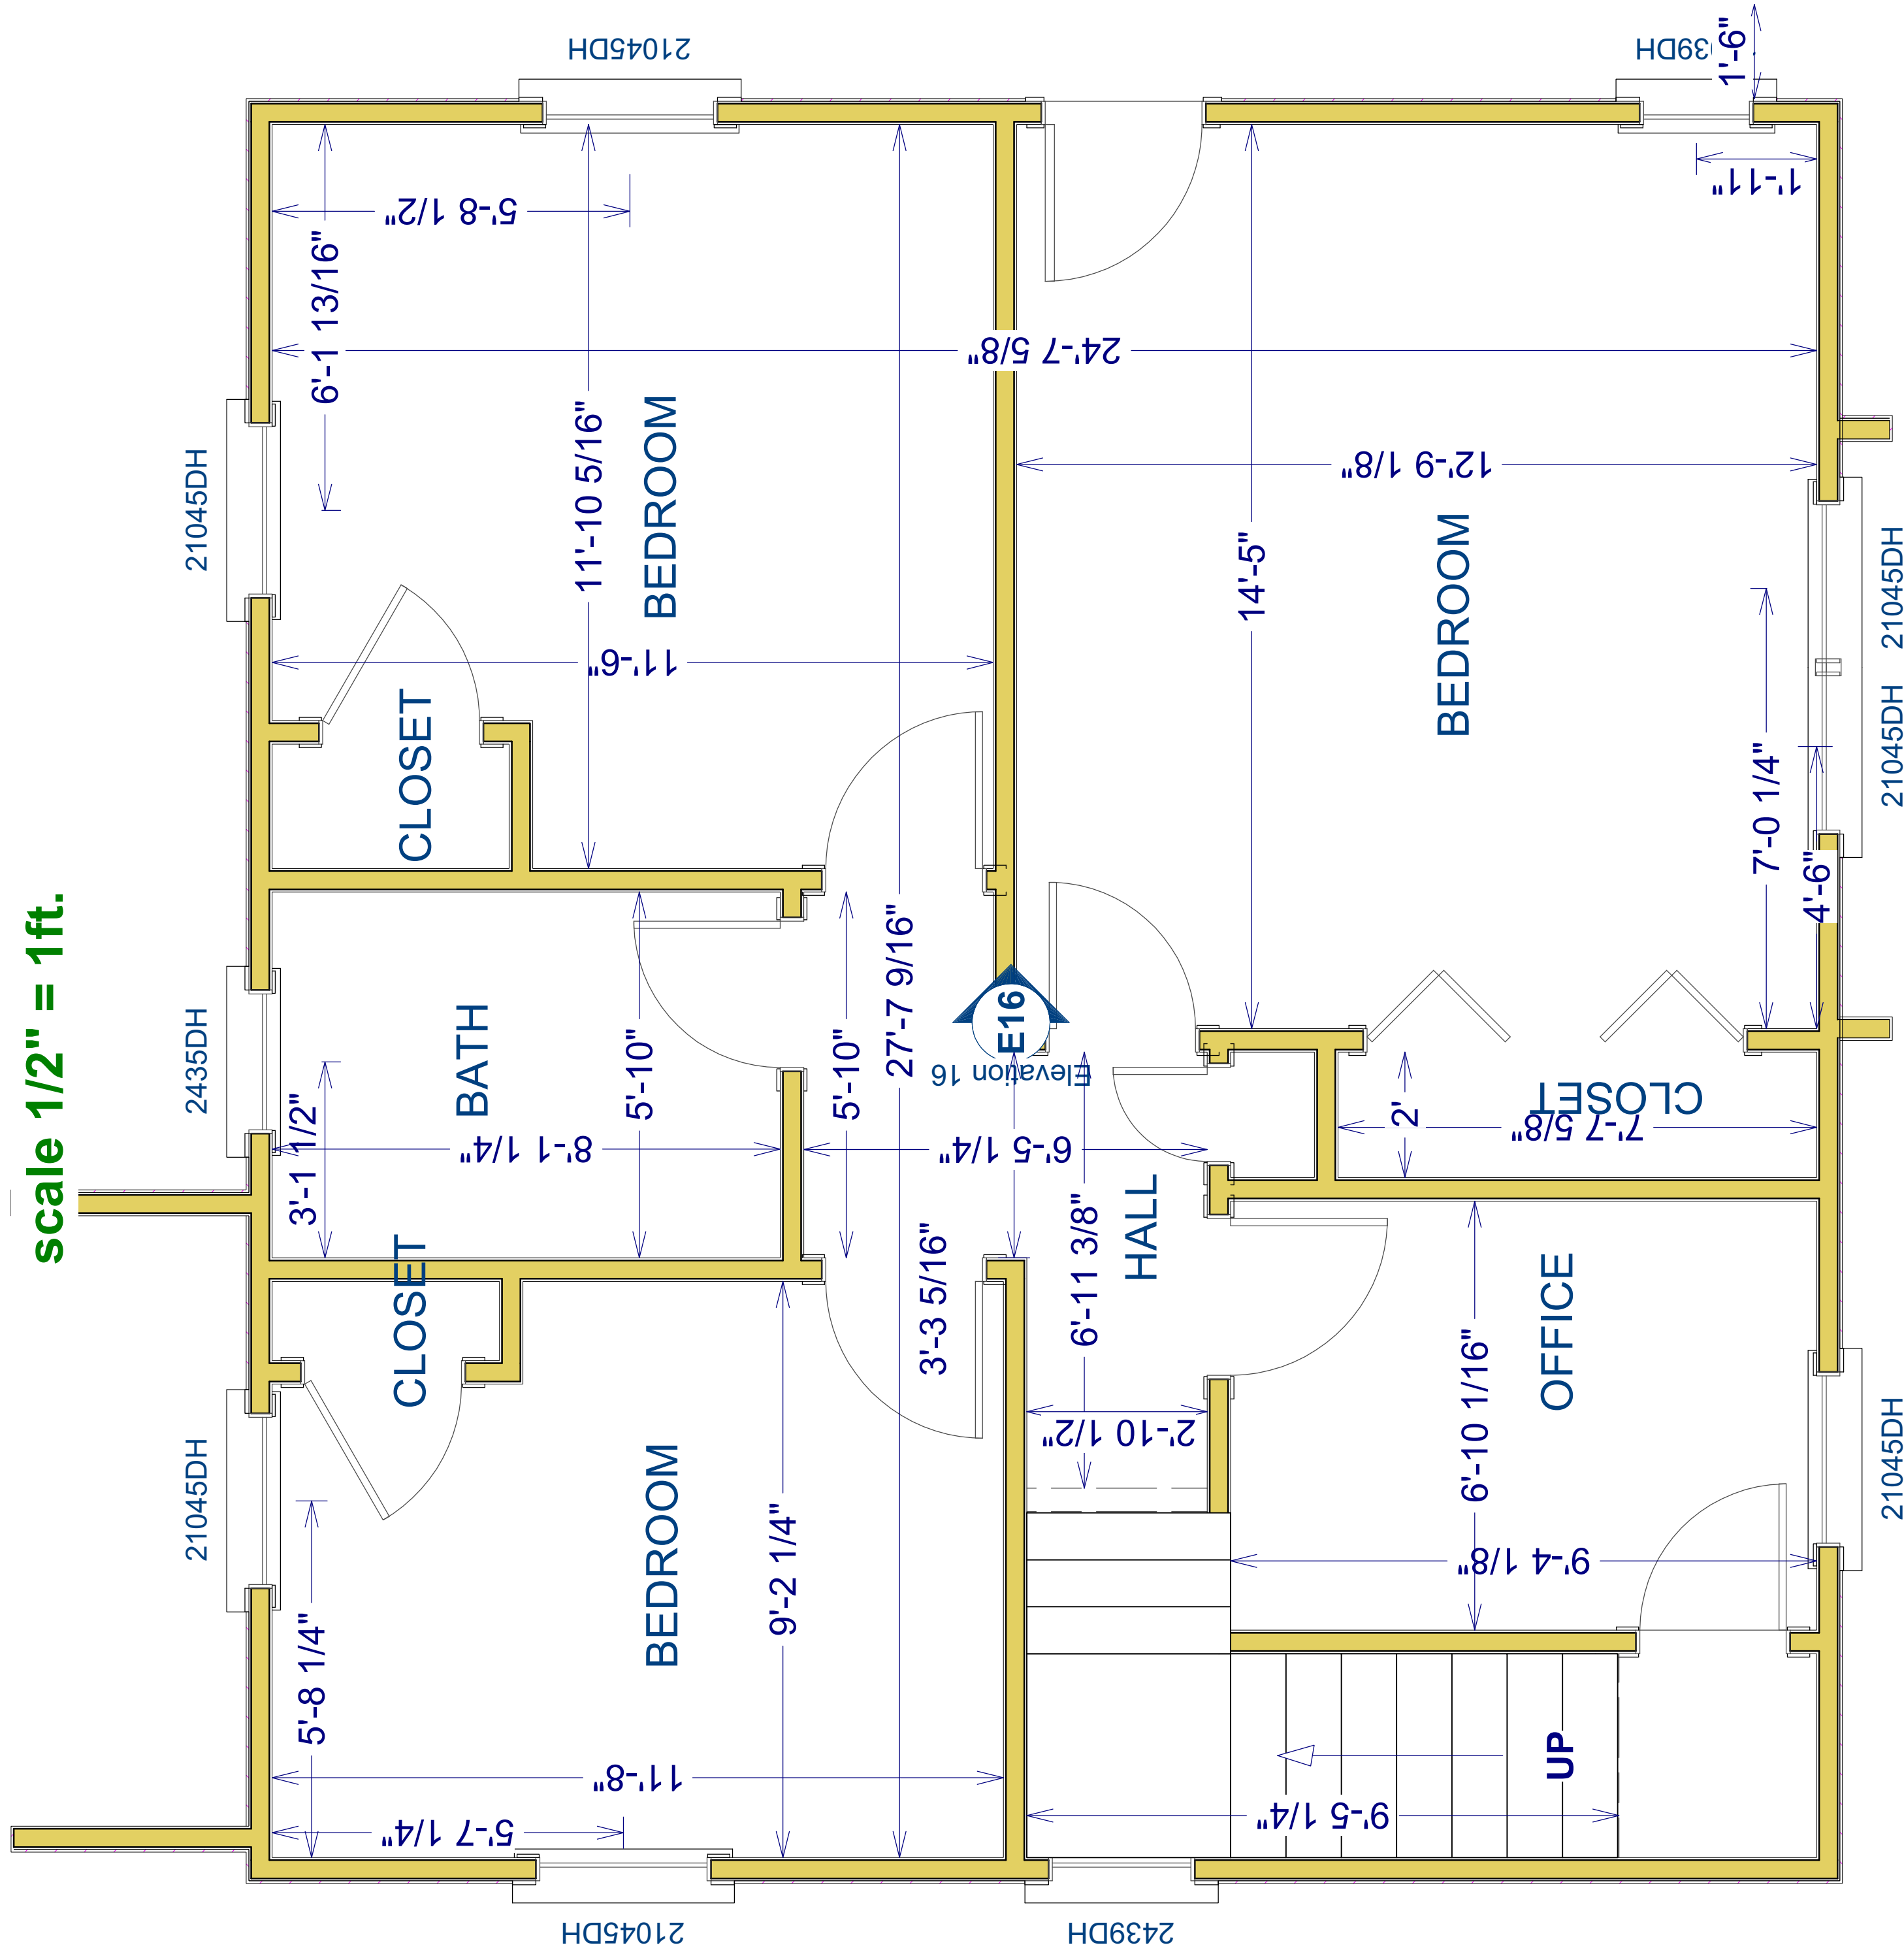 scale 1/2" = 1ft.
21045DH
39DH
1'-9"
1'-11"
5'-8 1/2"
6'-1 13/16"
24'-7 5/8"
11'-10 5/16"
BEDROOM
21045DH
12'-9 1/8"
14'-5"
BEDROOM
11'-6"
CLOSET
21045DH
21045DH
7'-0 1/4"
4'-6"
27'-7 9/16"
2435DH
BATH
3'-1 1/2"
5'-10"
5'-10"
8'-1 1/4"
E16
Elevation 16
6'-5 1/4"
2'
CLOSET
7'-7 5/8"
6'-11 3/8"
HALL
3'-3 5/16"
CLOSET
2'-10 1/2"
OFFICE
6'-10 1/16"
21045DH
21045DH
BEDROOM
5'-8 1/4"
9'-2 1/4"
9'-4 1/8"
11'-8"
UP
5'-7 1/4"
9'-5 1/4"
21045DH
2439DH